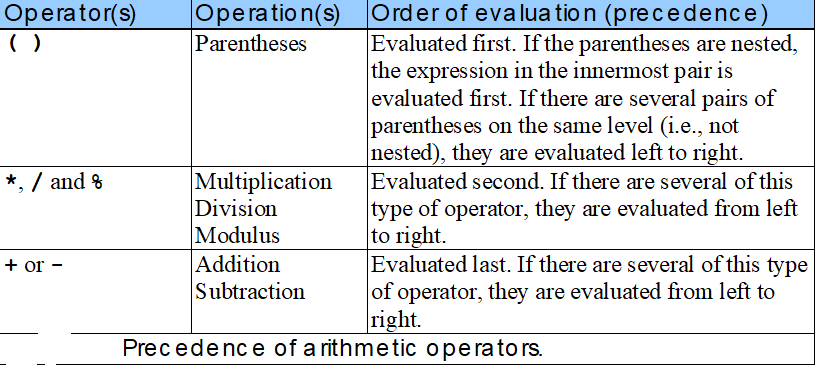 Operator(s) Operation(s) Order of evaluation (precedence)
( ) Parentheses Evaluated first. If the parentheses are nested,
the expression in the innermost pair is
evaluated first. If there are several pairs of
parentheses on the same level (i.e., not
nested), they are evaluated left to right.
*, / and % Multiplication Evaluated second. If there are several of this
Division type of operator, they are evaluated from left
Modulus to right.
+ or - Addition Evaluated last. If there are several of this type
Subtraction of operator, they are evaluated from left to
right.
Precedence of arithmetic operators.